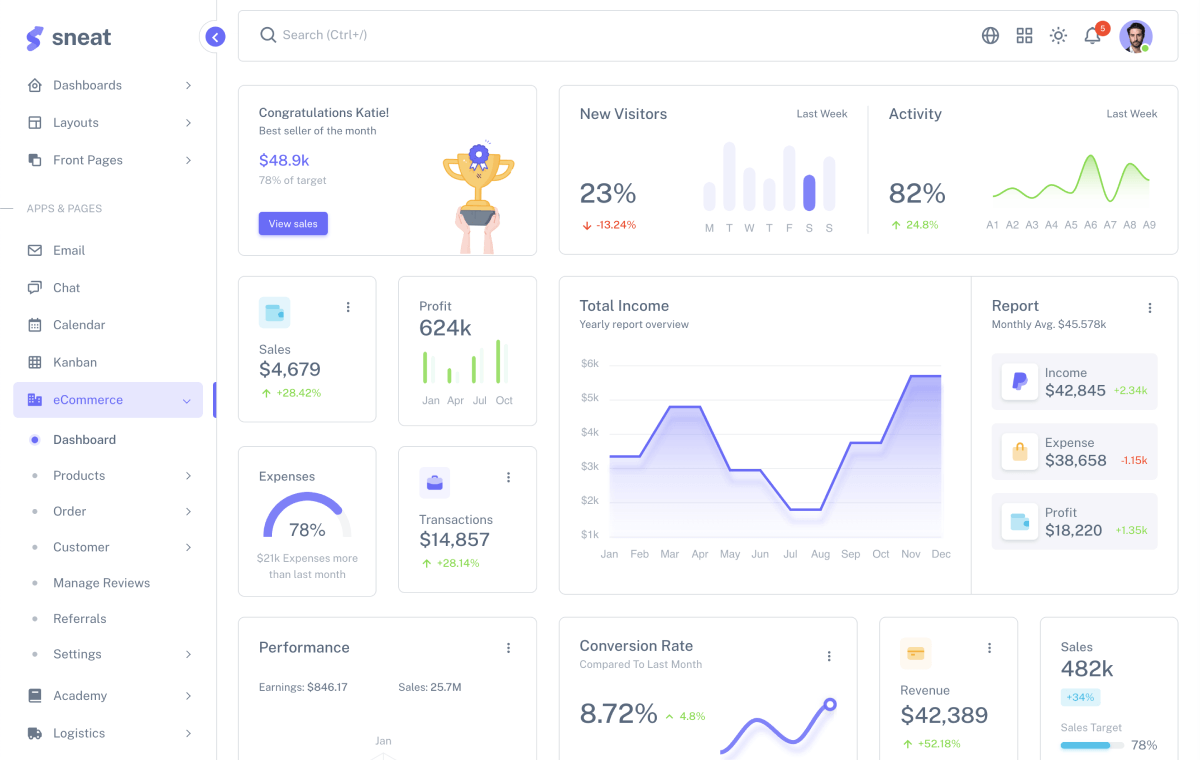 sneat
Dashboards
Layouts
Front Pages
APPS & PAGES
Email
Chat
Calendar
Kanban
eCommerce
Dashboard
Products
Order
Customer
Manage Reviews
Referrals
Settings
Academy
Logistics
Search (Ctrl+/)
5
Congratulations Katie!
Best seller of the month
$48.9k
78% of target
View sales
New Visitors
Last Week
23%
-13.24%
M T W T F S S
Activity
Last Week
82%
24.8%
A1 A2 A3 A4 A5 A6 A7 A8 A9
Sales
$4,679
+28.42%
Profit
624k
Jan Apr Jul Oct
Expenses
78%
$21k Expenses more
than last month
Transactions
$14,857
+28.14%
Total Income
Yearly report overview
$6k
$5k
$4k
$3k
$2k
$1k
Jan Feb Mar Apr May Jun Jul Aug Sep Oct Nov Dec
Report
Monthly Avg. $45.578k
Income
$42,845 +2.34k
Expense
$38,658 -1.15k
Profit
$18,220 +1.35k
Performance
Earnings: $846.17
Sales: 25.7M
Jan
Conversion Rate
Compared To Last Month
8.72% 4.8%
Revenue
$42,389
+52.18%
Sales
482k
+34%
Sales Target
78%